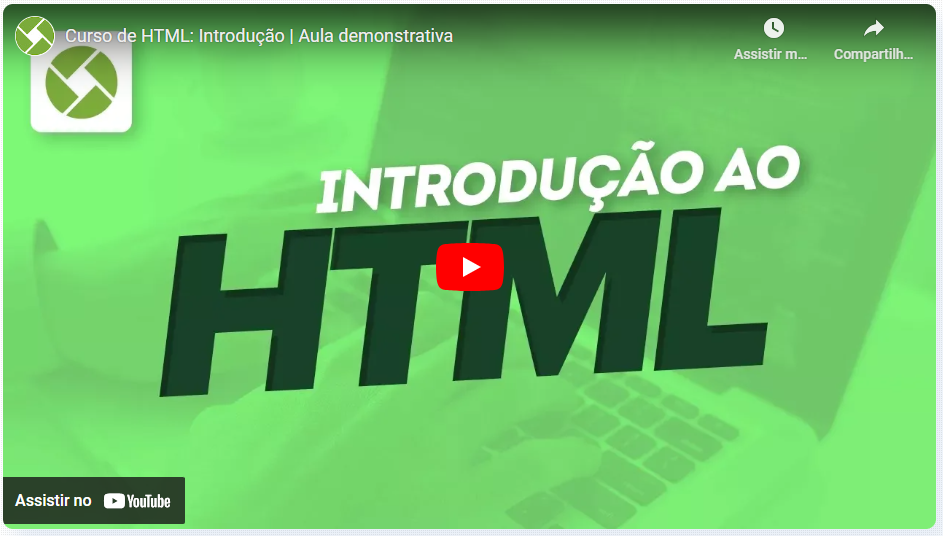 Curso de HTML: Introdução | Aula demonstrativa
Assistir m...
Compartilh...
INTRODUÇÃO AO
HTML
Assistir no YouTube